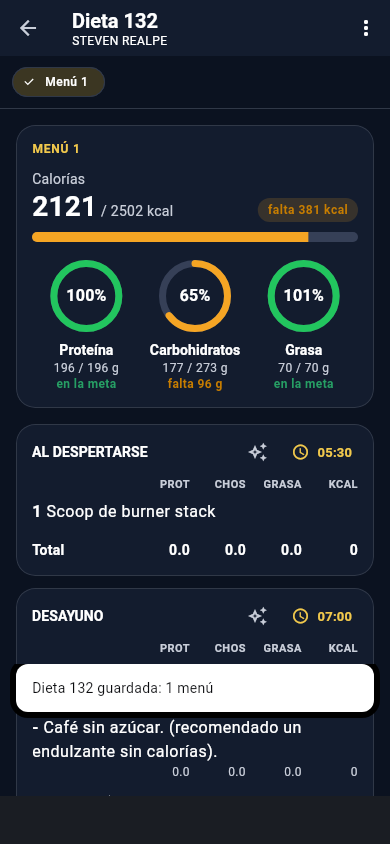 Dieta 132
STEVEN REALPE
Menú 1
MENÚ 1
Calorías
2121 / 2502 kcal
falta 381 kcal
100% 65% 101%
Proteína Carbohidratos Grasa
196 / 196 g 177 / 273 g 70 / 70 g
en la meta falta 96 g en la meta
AL DESPERTARSE 05:30
PROT CHOS GRASA KCAL
1 Scoop de burner stack
Total 0.0 0.0 0.0 0
DESAYUNO 07:00
PROT CHOS GRASA KCAL
Dieta 132 guardada: 1 menú
- Café sin azúcar. (recomendado un
endulzante sin calorías).
0.0 0.0 0.0 0